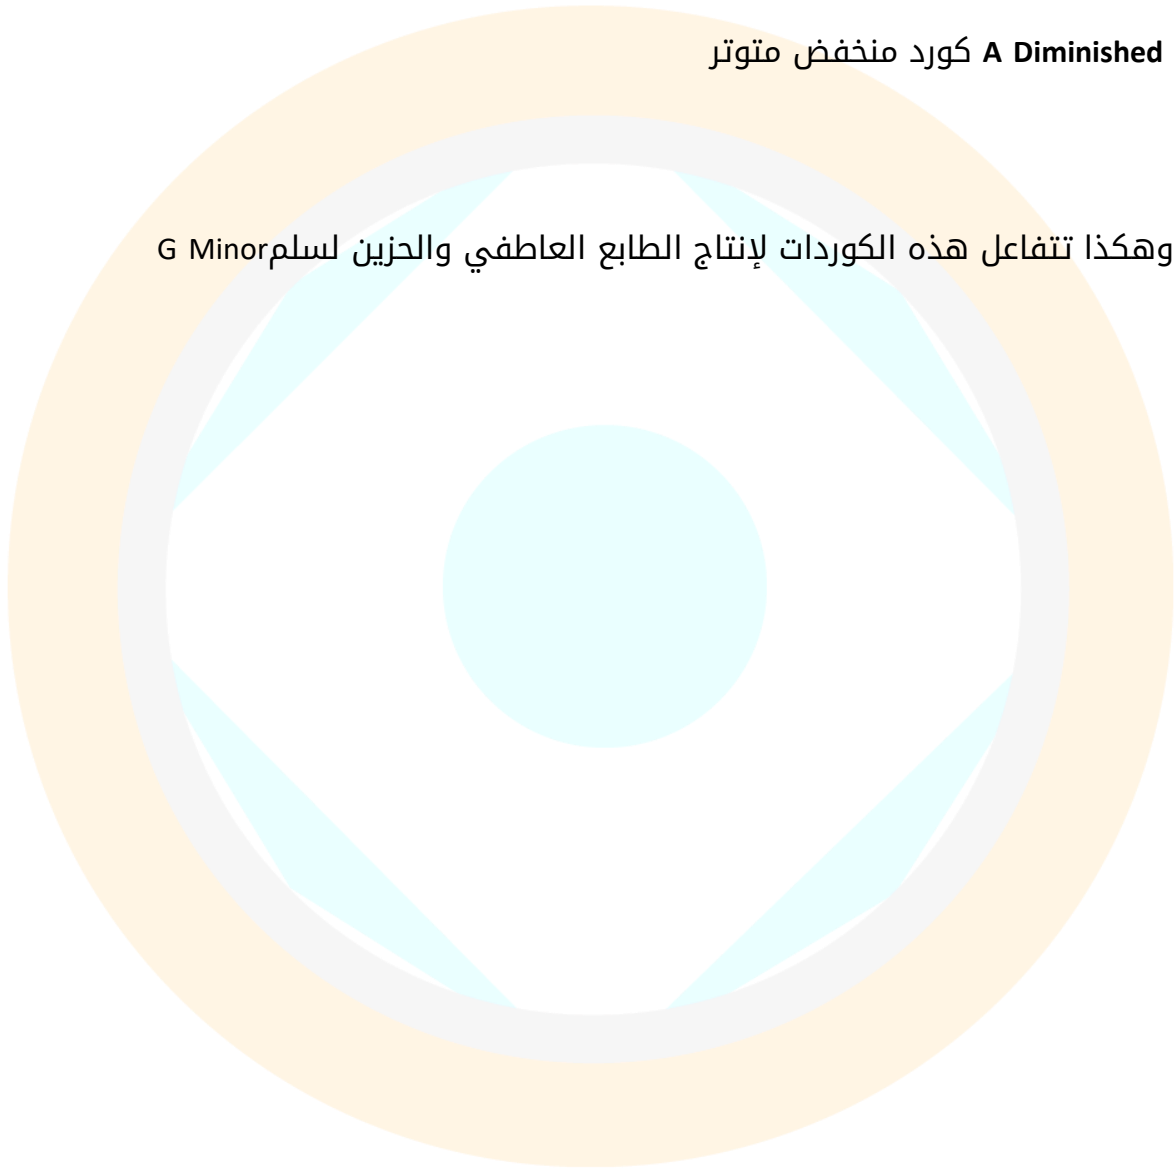 A Diminished كورد منخفض متوتر
وهكذا تتفاعل هذه الكوردات لإنتاج الطابع العاطفي والحزين لسلمG Minor